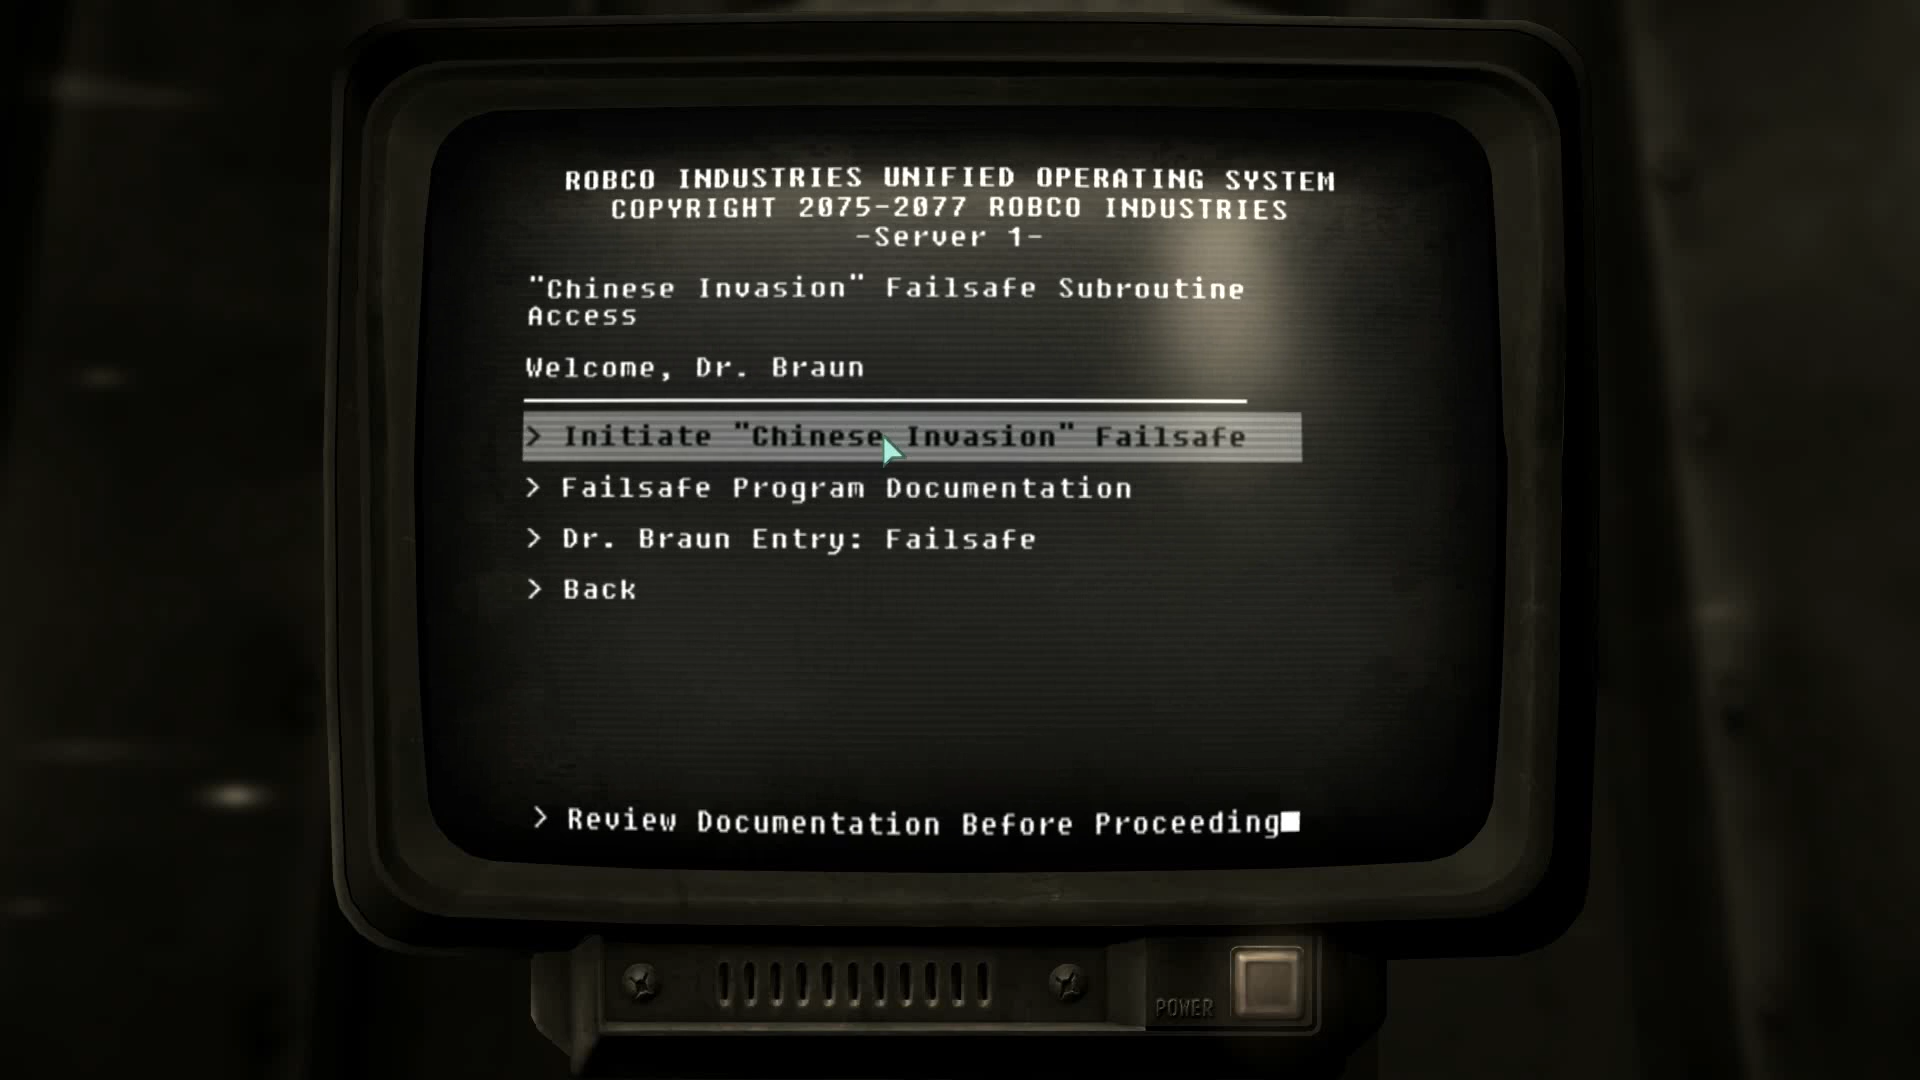 ROBCO INDUSTRIES UNIFIED OPERATING SYSTEM
COPYRIGHT 2075-2077 ROBCO INDUSTRIES
-Server 1-
"Chinese Invasion" Failsafe Subroutine
Access
Welcome, Dr. Braun
> Initiate "Chinese Invasion" Failsafe
> Failsafe Program Documentation
> Dr. Braun Entry: Failsafe
> Back
> Review Documentation Before Proceeding
POWER